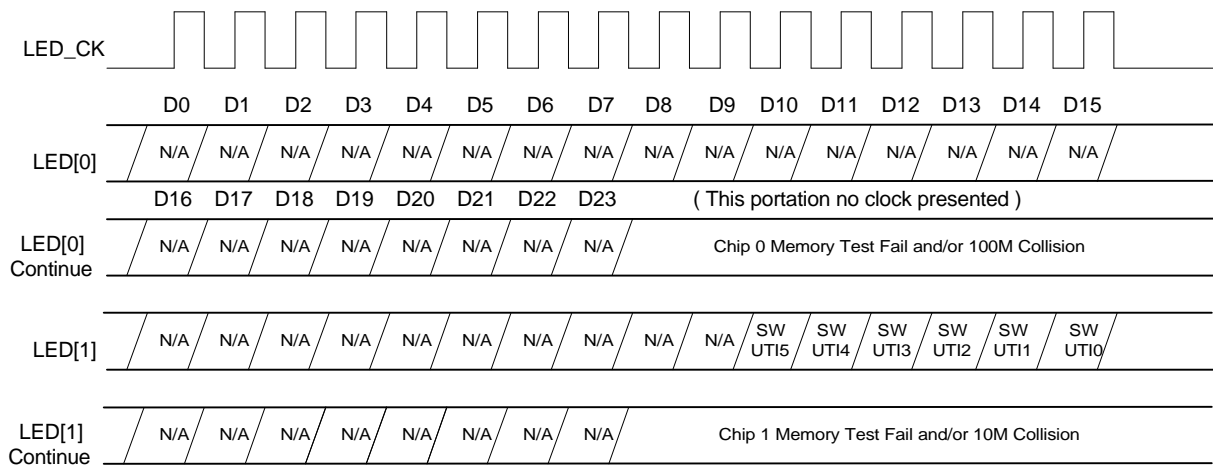 LED_CK
D0 D1 D2 D3 D4 D5 D6 D7 D8 D9 D10 D11 D12 D13 D14 D15
LED[0] N/A N/A N/A N/A N/A N/A N/A N/A N/A N/A N/A N/A N/A N/A N/A N/A
D16 D17 D18 D19 D20 D21 D22 D23 ( This portation no clock presented )
LED[0] Continue N/A N/A N/A N/A N/A N/A N/A N/A Chip 0 Memory Test Fail and/or 100M Collision
LED[1] N/A N/A N/A N/A N/A N/A N/A N/A N/A N/A SW UTI5 SW UTI4 SW UTI3 SW UTI2 SW UTI1 SW UTI0
LED[1] Continue N/A N/A N/A N/A N/A N/A N/A N/A Chip 1 Memory Test Fail and/or 10M Collision